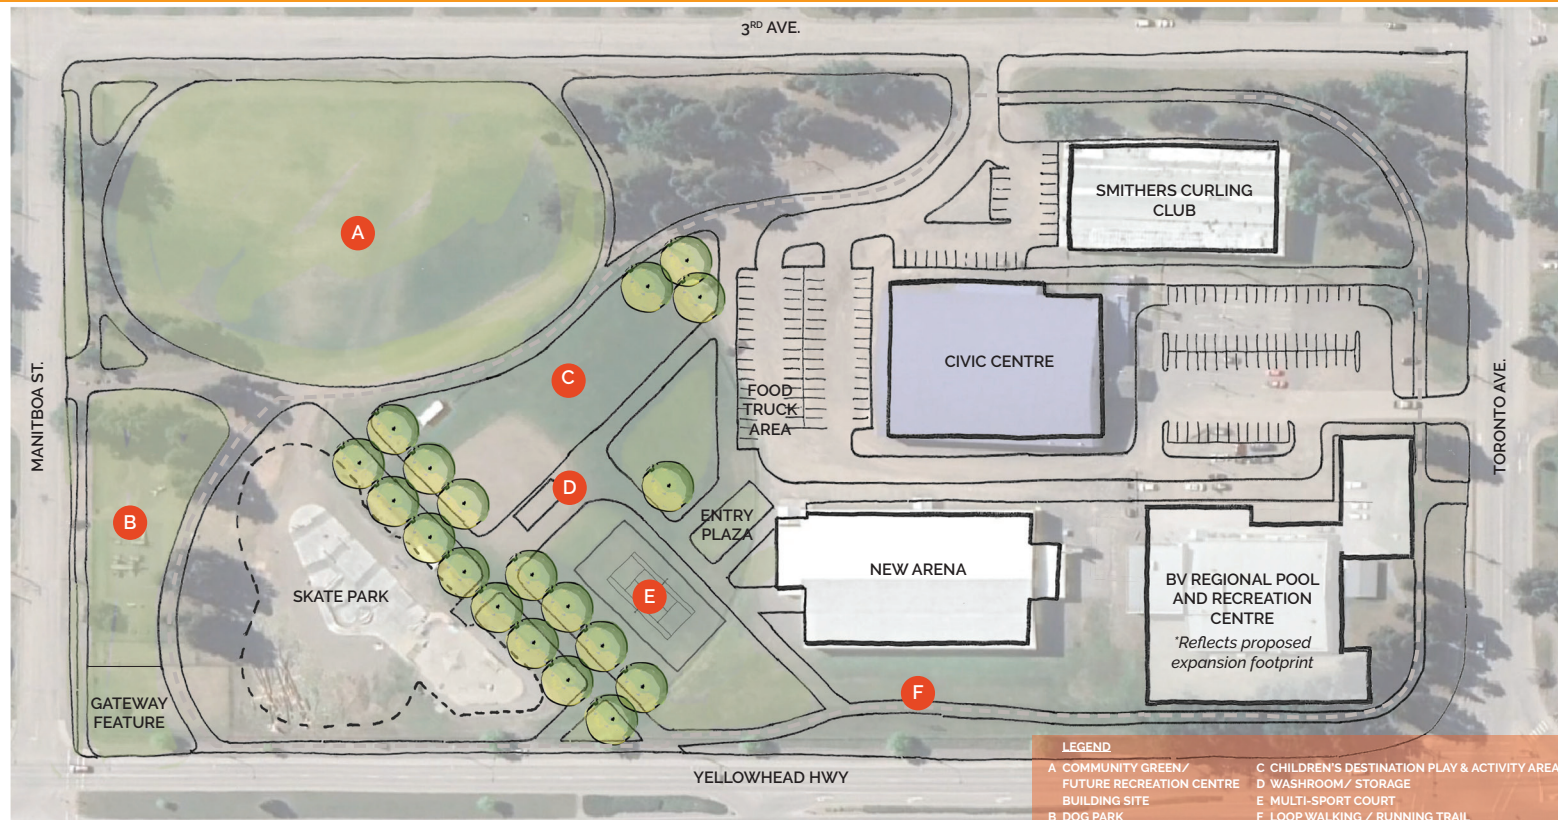 3RD AVE.
SMITHERS CURLING
CLUB
A
MANITBOA ST.
CIVIC CENTRE
TORONTO AVE.
C
FOOD
TRUCK
AREA
D
B
ENTRY
PLAZA
NEW ARENA
SKATE PARK
E
BV REGIONAL POOL
AND RECREATION
CENTRE
*Reflects proposed
expansion footprint
F
GATEWAY
FEATURE
YELLOWHEAD HWY
LEGEND
A COMMUNITY GREEN/
FUTURE RECREATION CENTRE
BUILDING SITE
B DOG PARK
C CHILDREN'S DESTINATION PLAY & ACTIVITY AREA
D WASHROOM/ STORAGE
E MULTI-SPORT COURT
F LOOP WALKING / RUNNING TRAIL